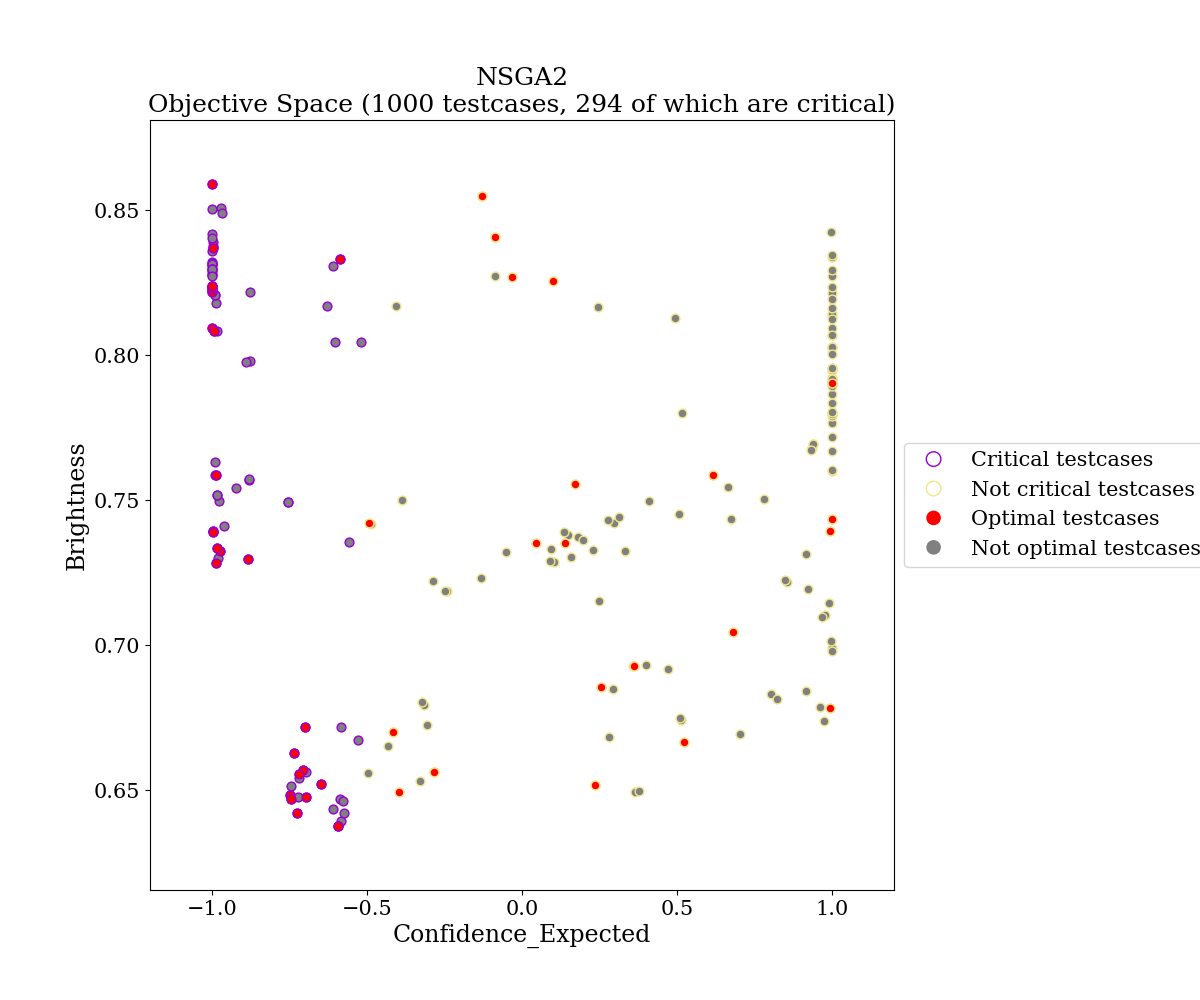 NSGA2
Objective Space (1000 testcases, 294 of which are critical)
0.85
0.80
0.75
0.70
0.65
Brightness
−1.0 −0.5 0.0 0.5 1.0
Confidence_Expected
Critical testcases
Not critical testcases
Optimal testcases
Not optimal testcases